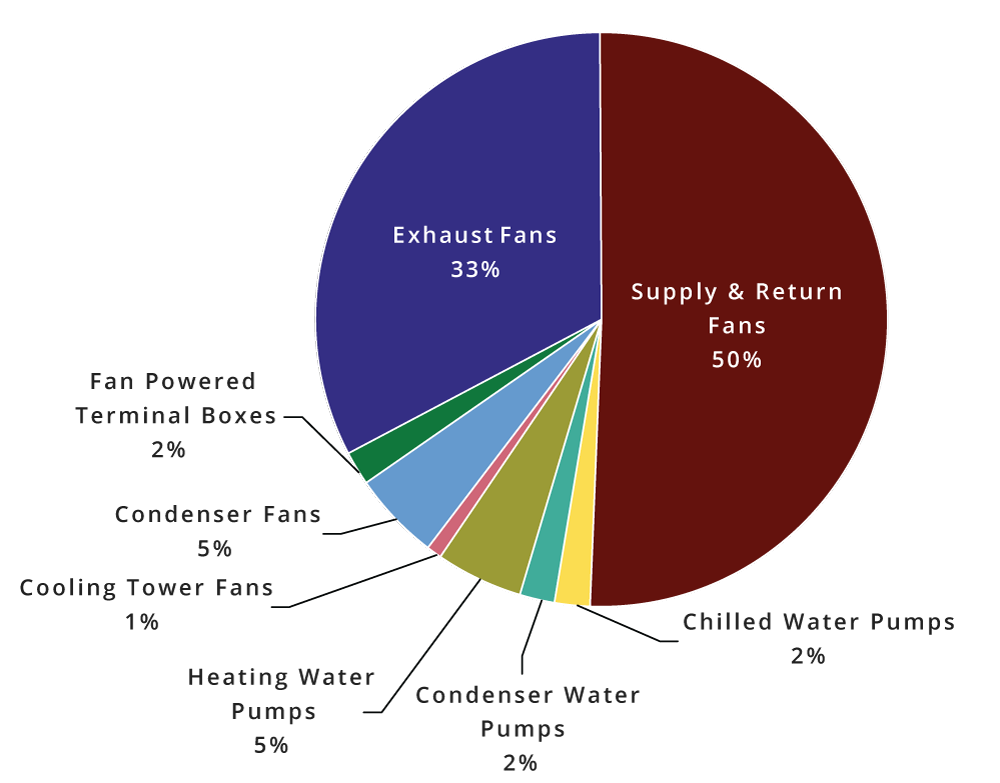 Exhaust Fans
33%
Supply & Return
Fans
50%
Fan Powered
Terminal Boxes
2%
Condenser Fans
5%
Cooling Tower Fans
1%
Heating Water
Pumps
5%
Condenser Water
Pumps
2%
Chilled Water Pumps
2%